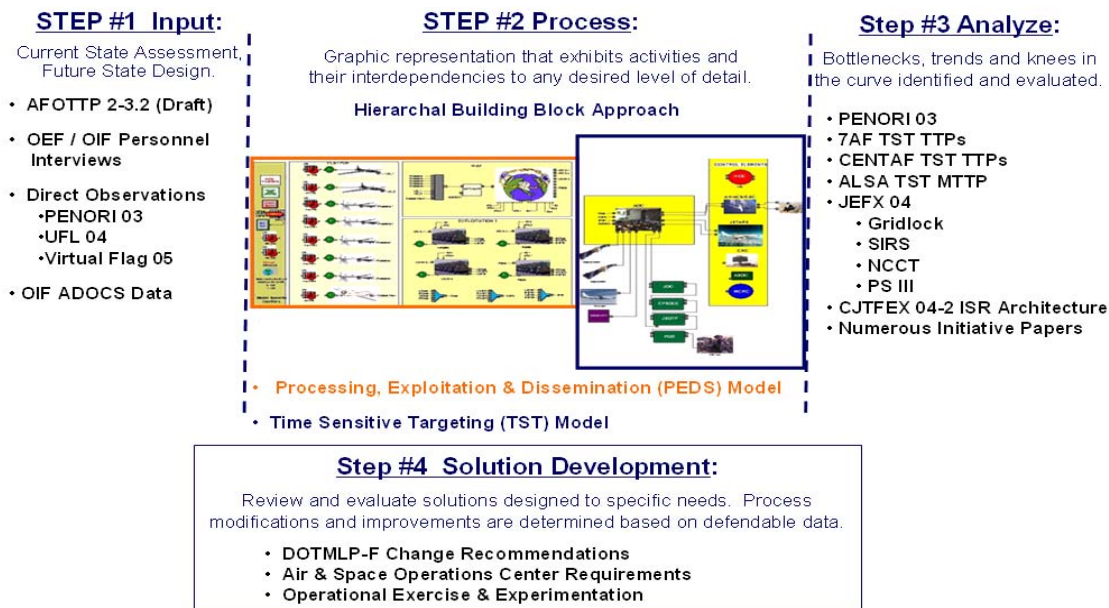 STEP #1 Input:
Current State Assessment,
Future State Design.
• AFOTTP 2-3.2 (Draft)
• OEF / OIF Personnel
Interviews
• Direct Observations
•PENORI 03
•UFL 04
•Virtual Flag 05
• OIF ADOCS Data
STEP #2 Process:
Graphic representation that exhibits activities and
their interdependencies to any desired level of detail.
Hierarchal Building Block Approach
CONTROL ELEMENTS
EXPLOITATION 1
• Processing, Exploitation & Dissemination (PEDS) Model
• Time Sensitive Targeting (TST) Model
Step #3 Analyze:
Bottlenecks, trends and knees in
the curve identified and evaluated.
• PENORI 03
• 7AF TST TTPs
• CENTAF TST TTPs
• ALSA TST MTTP
• JEFX 04
• Gridlock
• SIRS
• NCCT
• PS III
• CJTFEX 04-2 ISR Architecture
• Numerous Initiative Papers
Step #4 Solution Development:
Review and evaluate solutions designed to specific needs. Process
modifications and improvements are determined based on defendable data.
• DOTMLP-F Change Recommendations
• Air & Space Operations Center Requirements
• Operational Exercise & Experimentation